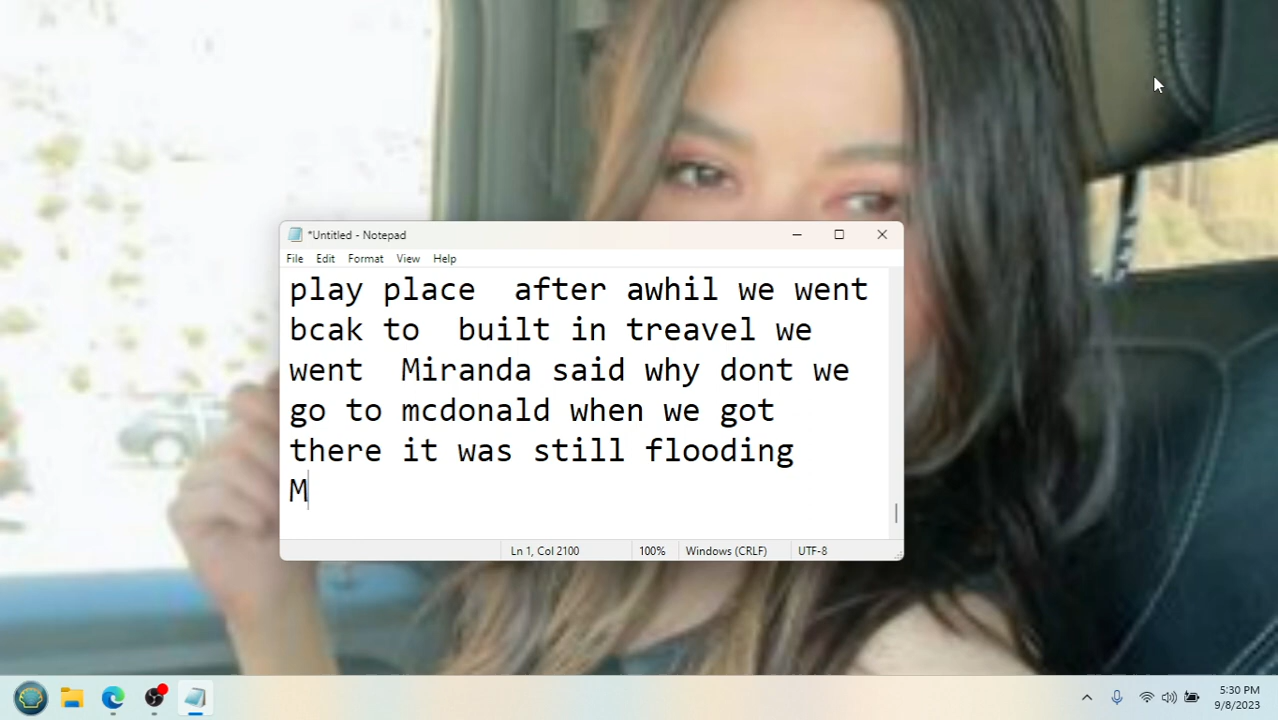 *Untitled - Notepad
File Edit Format View Help
play place  after awhil we went
bcak to  built in treavel we
went  Miranda said why dont we
go to mcdonald when we got
there it was still flooding
M
Ln 1, Col 2100 100% Windows (CRLF) UTF-8
5:30 PM
9/8/2023